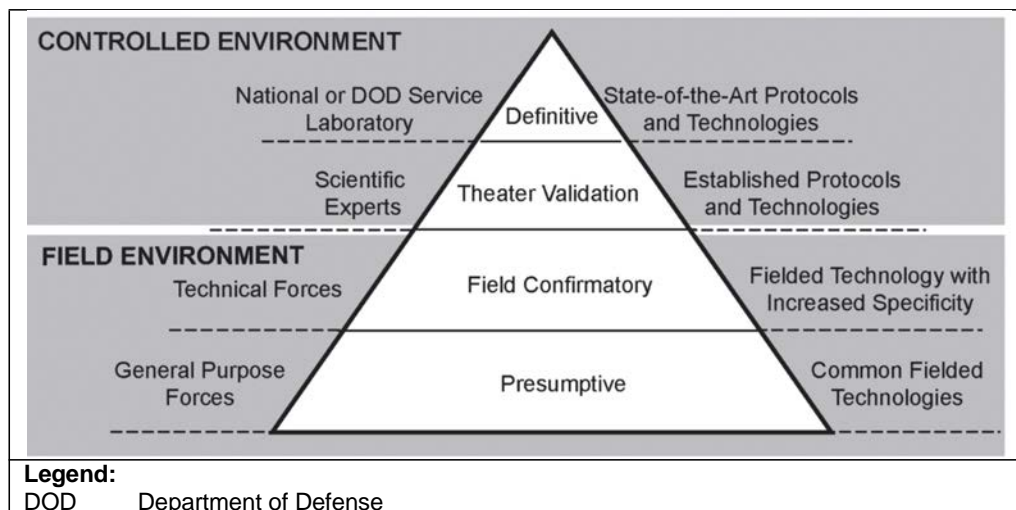 CONTROLLED ENVIRONMENT
National or DOD Service
Laboratory
Definitive
State-of-the-Art Protocols
and Technologies
Scientific
Experts
Theater Validation
Established Protocols
and Technologies
FIELD ENVIRONMENT
Technical Forces
Field Confirmatory
Fielded Technology with
Increased Specificity
General Purpose
Forces
Presumptive
Common Fielded
Technologies
Legend:
DOD Department of Defense